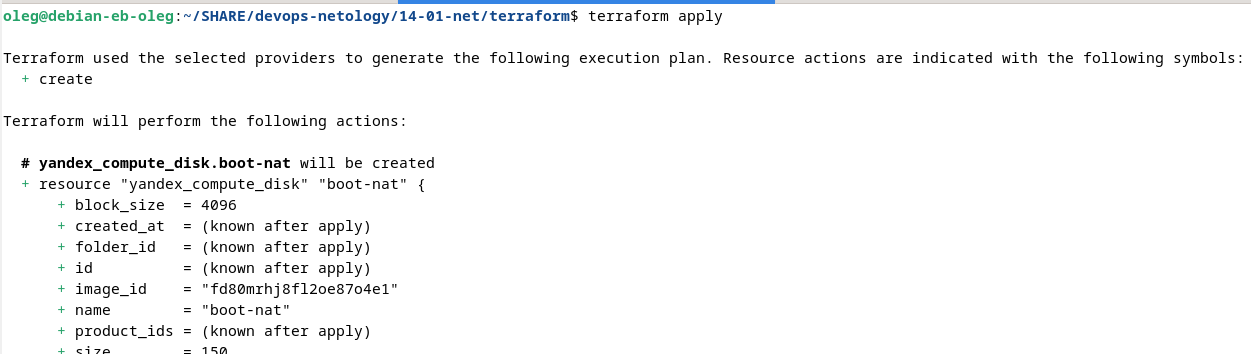 oleg@debian-eb-oleg:~/SHARE/devops-netology/14-01-net/terraform$ terraform apply
Terraform used the selected providers to generate the following execution plan. Resource actions are indicated with the following symbols:
+ create
Terraform will perform the following actions:
# yandex_compute_disk.boot-nat will be created
+ resource "yandex_compute_disk" "boot-nat" {
+ block_size = 4096
+ created_at = (known after apply)
+ folder_id = (known after apply)
+ id = (known after apply)
+ image_id = "fd80mrhj8fl2oe87o4e1"
+ name = "boot-nat"
+ product_ids = (known after apply)
+ size = 150